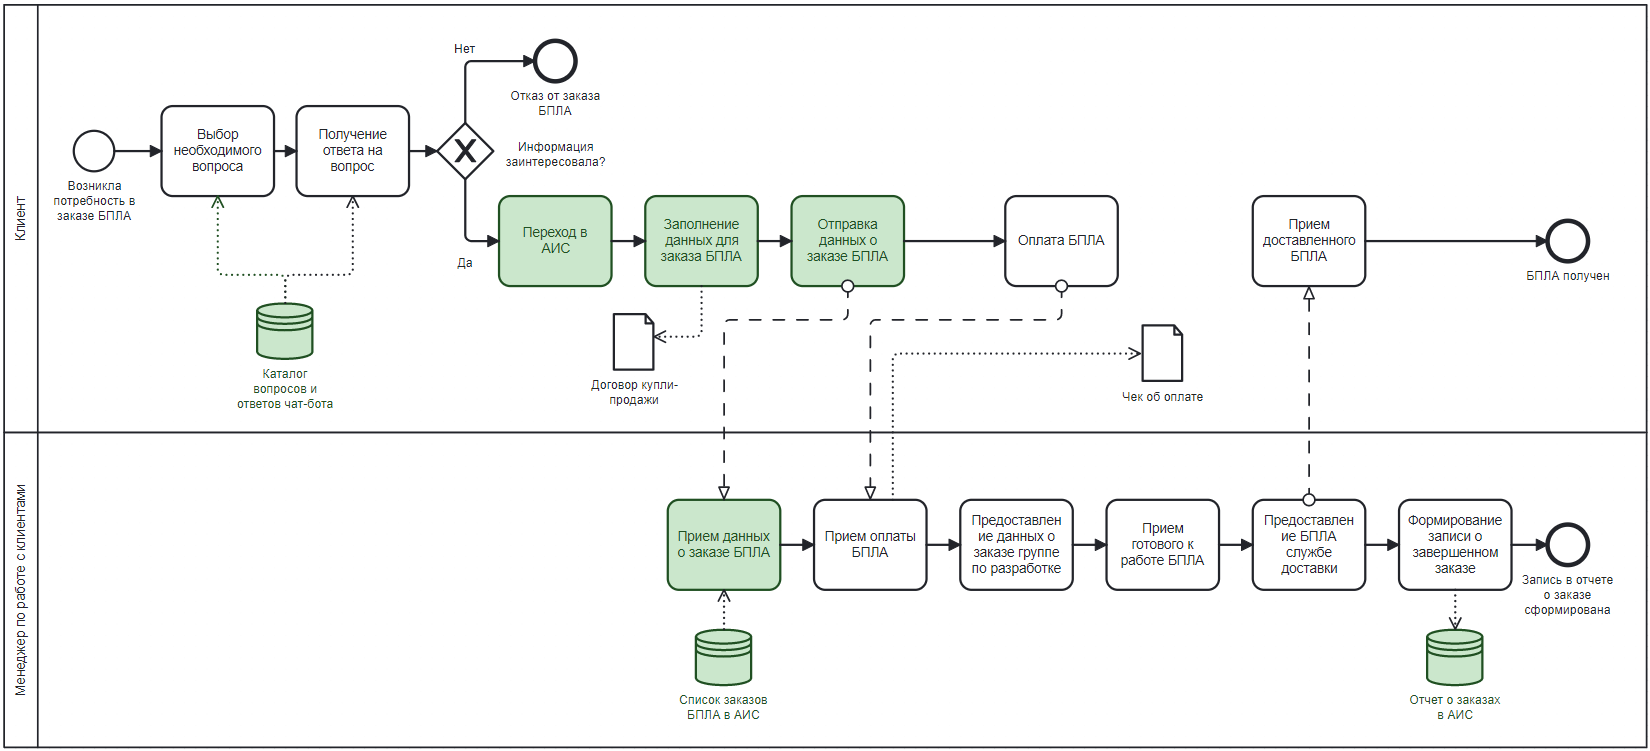 Клиент
Возникла
потребность в
заказе БПЛА
Выбор
необходимого
вопроса
Получение
ответа на
вопрос
Нет
Отказ от заказа
БПЛА
Информация
заинтересовала?
Да
Переход в
АИС
Заполнение
данных для
заказа БПЛА
Отправка
данных о
заказе БПЛА
Оплата БПЛА
Прием
доставленного
БПЛА
БПЛА получен
Каталог
вопросов и
ответов чат-бота
Договор купли-
продажи
Чек об оплате
Менеджер по работе с клиентами
Прием данных
о заказе БПЛА
Прием оплаты
БПЛА
Предоставлен
ие данных о
заказе группе
по разработке
Прием
готового к
работе БПЛА
Предоставлен
ие БПЛА
службе
доставки
Формирование
записи о
завершенном
заказе
Запись в отчете
о заказе
сформирована
Список заказов
БПЛА в АИС
Отчет о заказах
в АИС